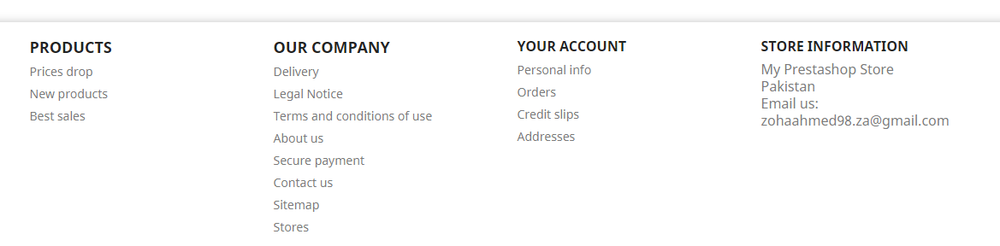 PRODUCTS
Prices drop
New products
Best sales
OUR COMPANY
Delivery
Legal Notice
Terms and conditions of use
About us
Secure payment
Contact us
Sitemap
Stores
YOUR ACCOUNT
Personal info
Orders
Credit slips
Addresses
STORE INFORMATION
My Prestashop Store
Pakistan
Email us:
zohaahmed98.za@gmail.com